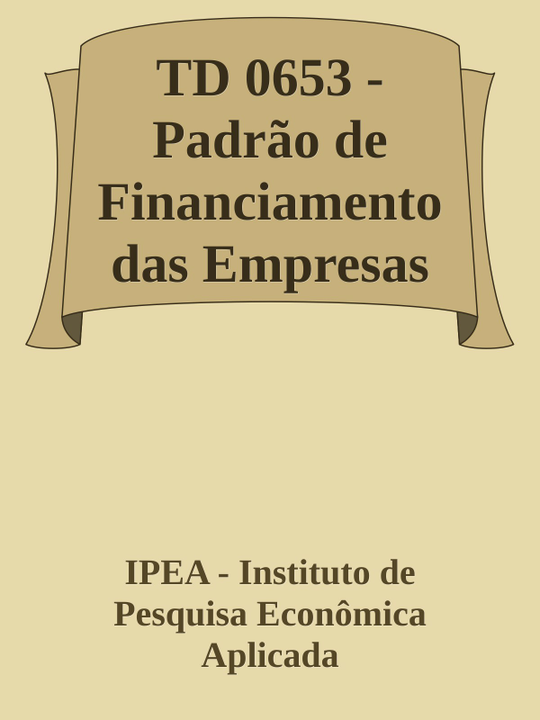 TD 0653 -
Padrão de
Financiamento
das Empresas
IPEA - Instituto de
Pesquisa Econômica
Aplicada